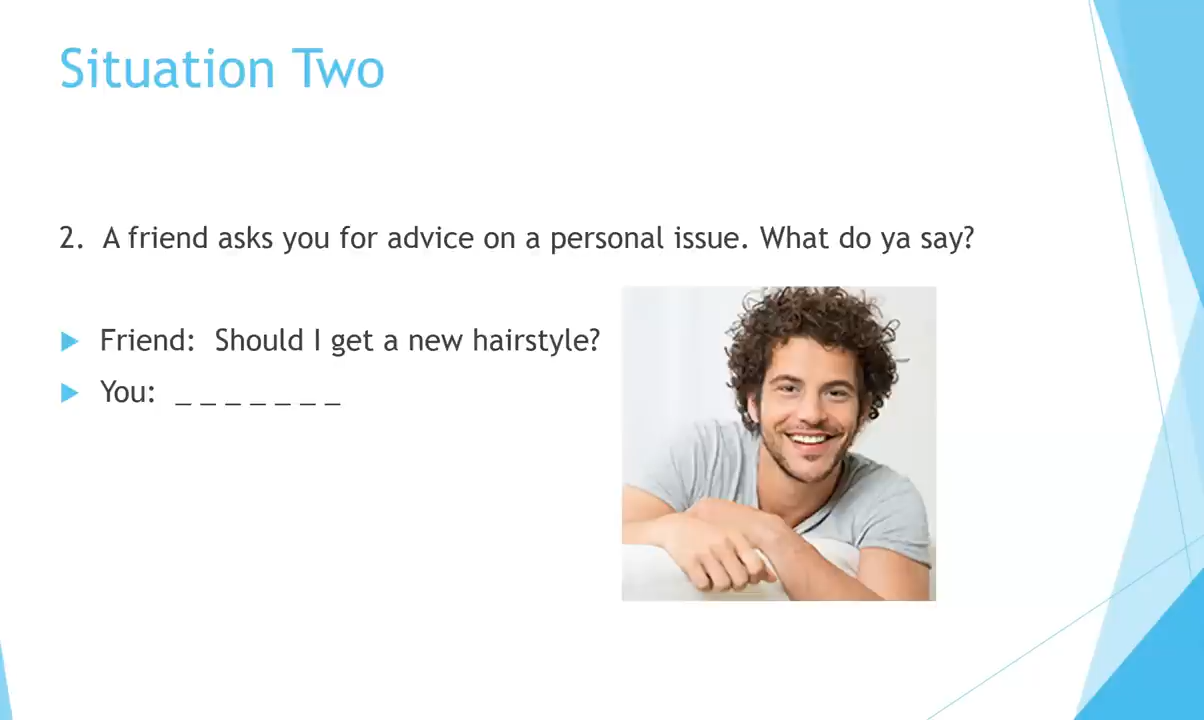 Situation Two
2. A friend asks you for advice on a personal issue. What do ya say?
Friend: Should I get a new hairstyle?
You: _ _ _ _ _ _ _